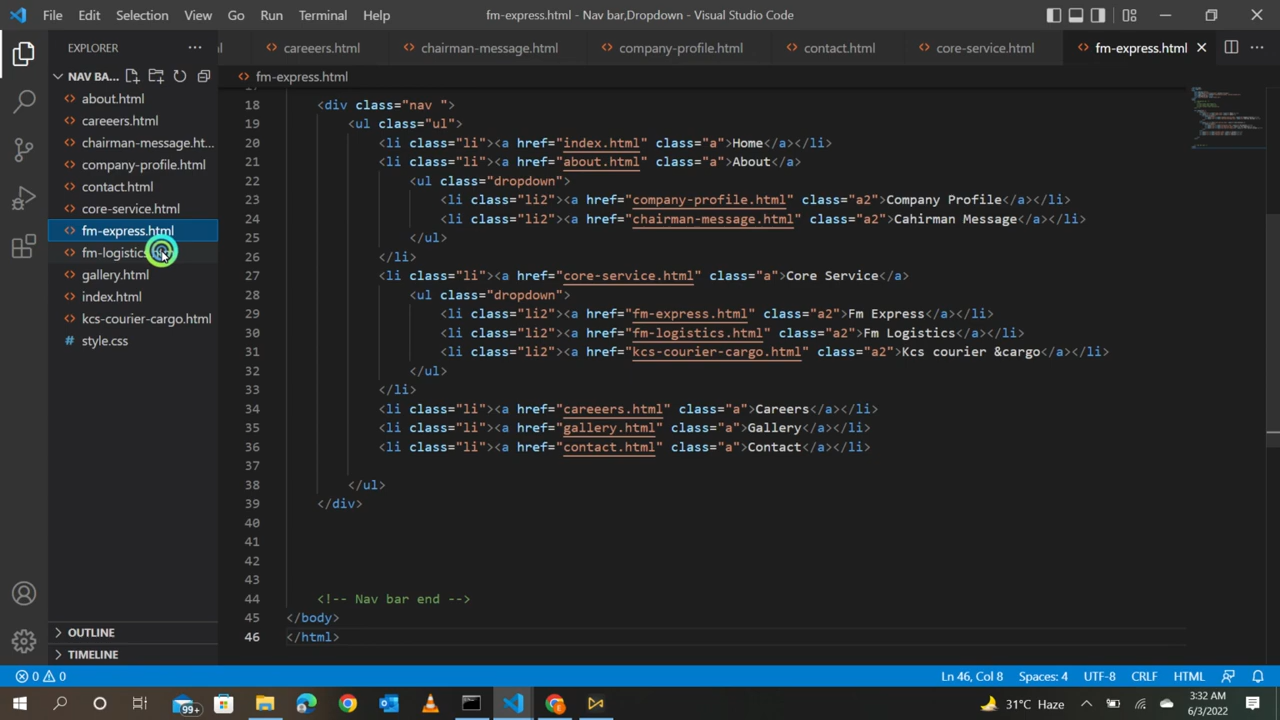 File Edit Selection View Go Run Terminal Help fm-express.html - Nav bar,Dropdown - Visual Studio Code
EXPLORER
careeers.html chairman-message.html company-profile.html contact.html core-service.html fm-express.html
NAV BA...
fm-express.html
about.html
careeers.html
chairman-message.ht...
company-profile.html
contact.html
core-service.html
fm-express.html
fm-logistics
gallery.html
index.html
kcs-courier-cargo.html
style.css
OUTLINE
TIMELINE
18 <div class="nav ">
19 <ul class="ul">
20 <li class="li"><a href="index.html" class="a">Home</a></li>
21 <li class="li"><a href="about.html" class="a">About</a>
22 <ul class="dropdown">
23 <li class="li2"><a href="company-profile.html" class="a2">Company Profile</a></li>
24 <li class="li2"><a href="chairman-message.html" class="a2">Cahirman Message</a></li>
25 </ul>
26 </li>
27 <li class="li"><a href="core-service.html" class="a">Core Service</a>
28 <ul class="dropdown">
29 <li class="li2"><a href="fm-express.html" class="a2">Fm Express</a></li>
30 <li class="li2"><a href="fm-logistics.html" class="a2">Fm Logistics</a></li>
31 <li class="li2"><a href="kcs-courier-cargo.html" class="a2">Kcs courier &cargo</a></li>
32 </ul>
33 </li>
34 <li class="li"><a href="careeers.html" class="a">Careers</a></li>
35 <li class="li"><a href="gallery.html" class="a">Gallery</a></li>
36 <li class="li"><a href="contact.html" class="a">Contact</a></li>
37
38 </ul>
39 </div>
40
41
42
43
44 <!-- Nav bar end -->
45 </body>
46 </html>
0 0 Ln 46, Col 8 Spaces: 4 UTF-8 CRLF HTML
99+ 31°C Haze 3:32 AM
6/3/2022